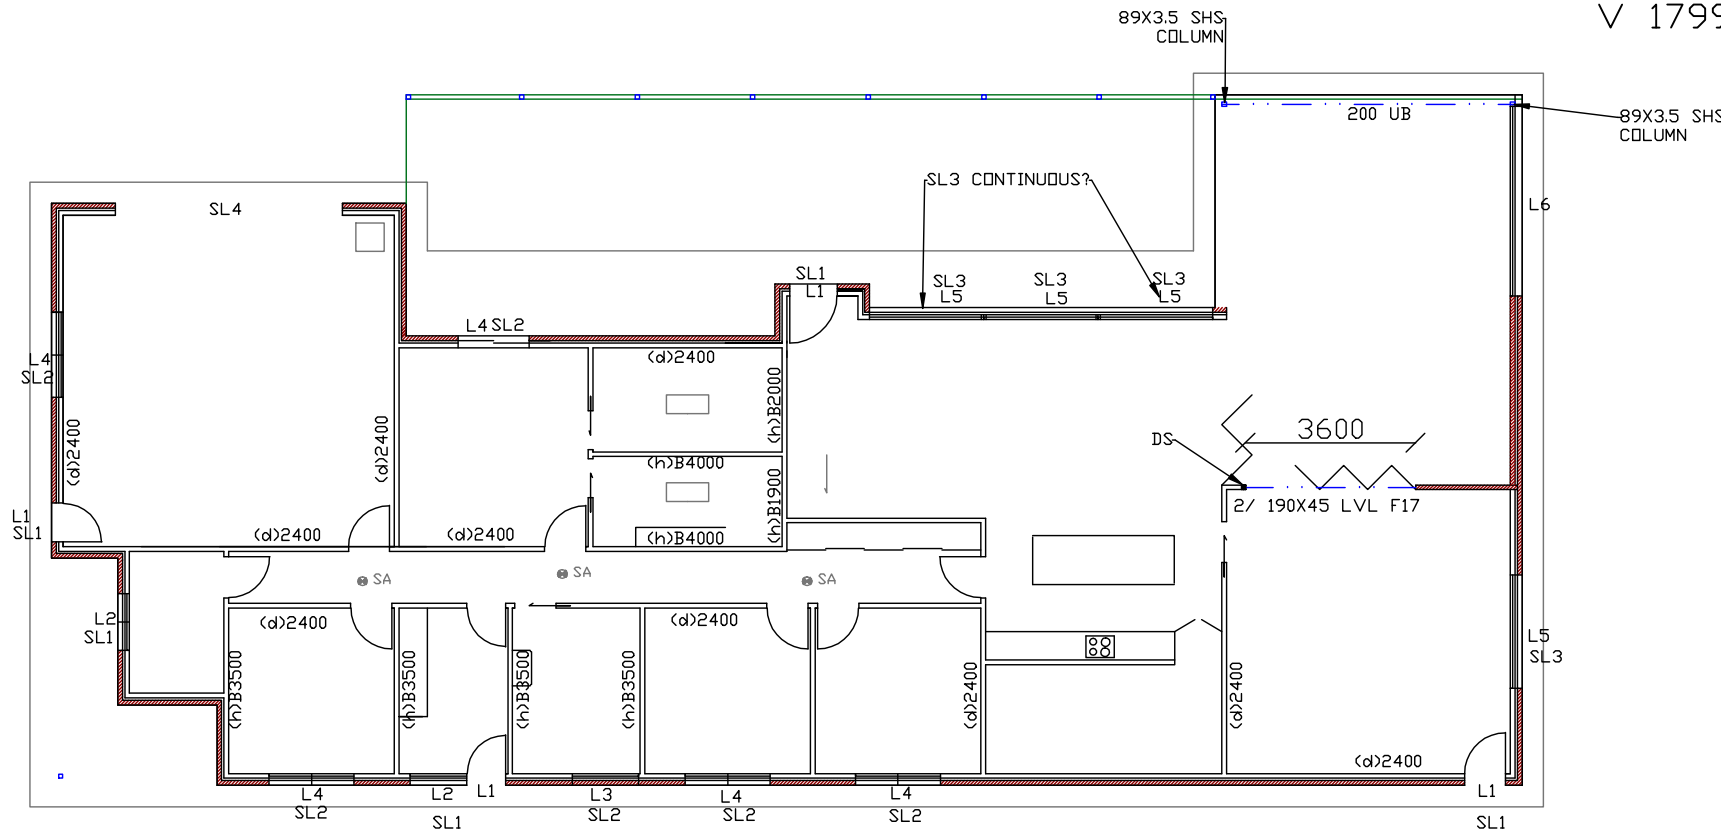 89X3.5 SHS
COLUMN
V 1799
200 UB
89X3.5 SHS
COLUMN
SL3 CONTINUOUS?
SL4
L6
SL1
L1
SL3
L5
SL3
L5
SL3
L5
L4 SL2
L4
SL2
(d)2400
(h)B2000
(d)2400
(d)2400
3600
DS
(h)B4000
(h)B1900
2/ 190X45 LVL F17
L1
SL1
(d)2400
(d)2400
(h)B4000
SA
SA
SA
L2
SL1
(d)2400
(d)2400
L5
SL3
(h)B3500
(h)B3500
(h)B3500
(h)B3500
(d)2400
(d)2400
(d)2400
L4
SL2
L2
SL1
L1
L3
SL2
L4
SL2
L4
SL2
L1
SL1